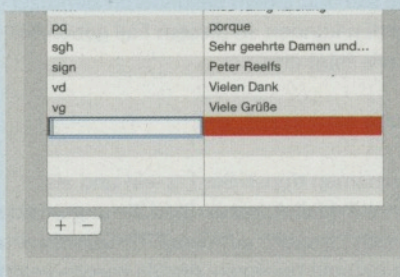 pq porque
sgh Sehr geehrte Damen und...
sign Peter Reelfs
vd Vielen Dank
vg Viele Grüße
+ −